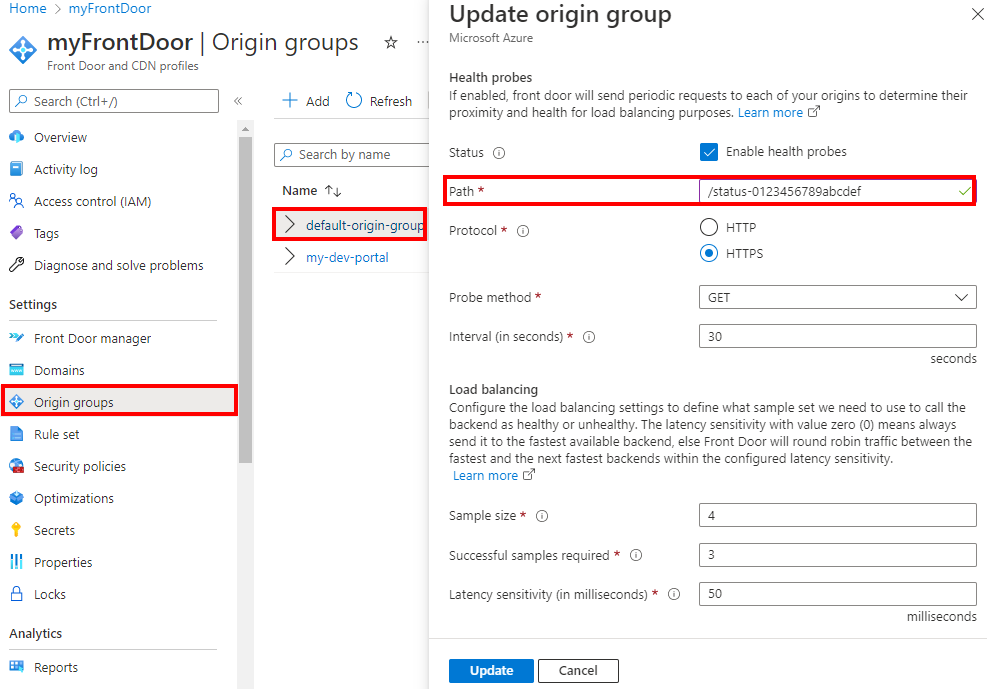 Home > myFrontDoor
myFrontDoor | Origin groups
Front Door and CDN profiles
Search (Ctrl+/)
«
Overview
Activity log
Access control (IAM)
Tags
Diagnose and solve problems
Settings
Front Door manager
Domains
Origin groups
Rule set
Security policies
Optimizations
Secrets
Properties
Locks
Analytics
Reports
Add
Refresh
Search by name
Name ↑↓
default-origin-group
my-dev-portal
Update origin group
Microsoft Azure
Health probes
If enabled, front door will send periodic requests to each of your origins to determine their
proximity and health for load balancing purposes. Learn more
Status
Enable health probes
Path *
/status-0123456789abcdef
Protocol *
HTTP
HTTPS
Probe method *
GET
Interval (in seconds) *
30
seconds
Load balancing
Configure the load balancing settings to define what sample set we need to use to call the
backend as healthy or unhealthy. The latency sensitivity with value zero (0) means always
send it to the fastest available backend, else Front Door will round robin traffic between the
fastest and the next fastest backends within the configured latency sensitivity.
Learn more
Sample size *
4
Successful samples required *
3
Latency sensitivity (in milliseconds) *
50
milliseconds
Update
Cancel